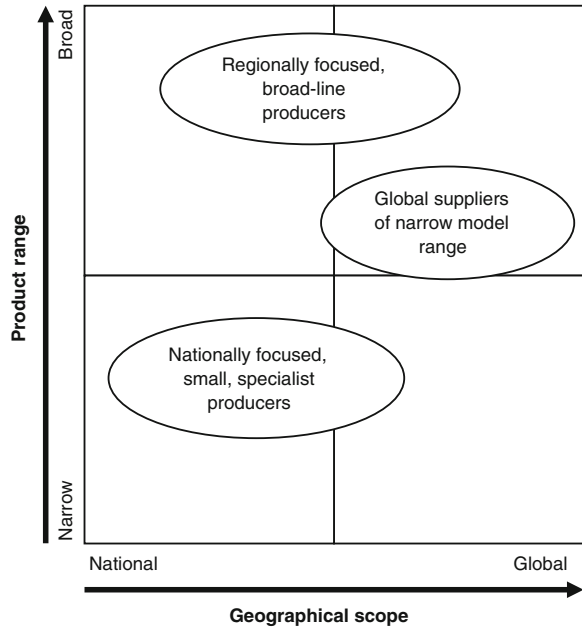 Broad
Regionally focused,
broad-line
producers
Global suppliers
of narrow model
range
Product range
Nationally focused,
small, specialist
producers
Narrow
National
Global
Geographical scope